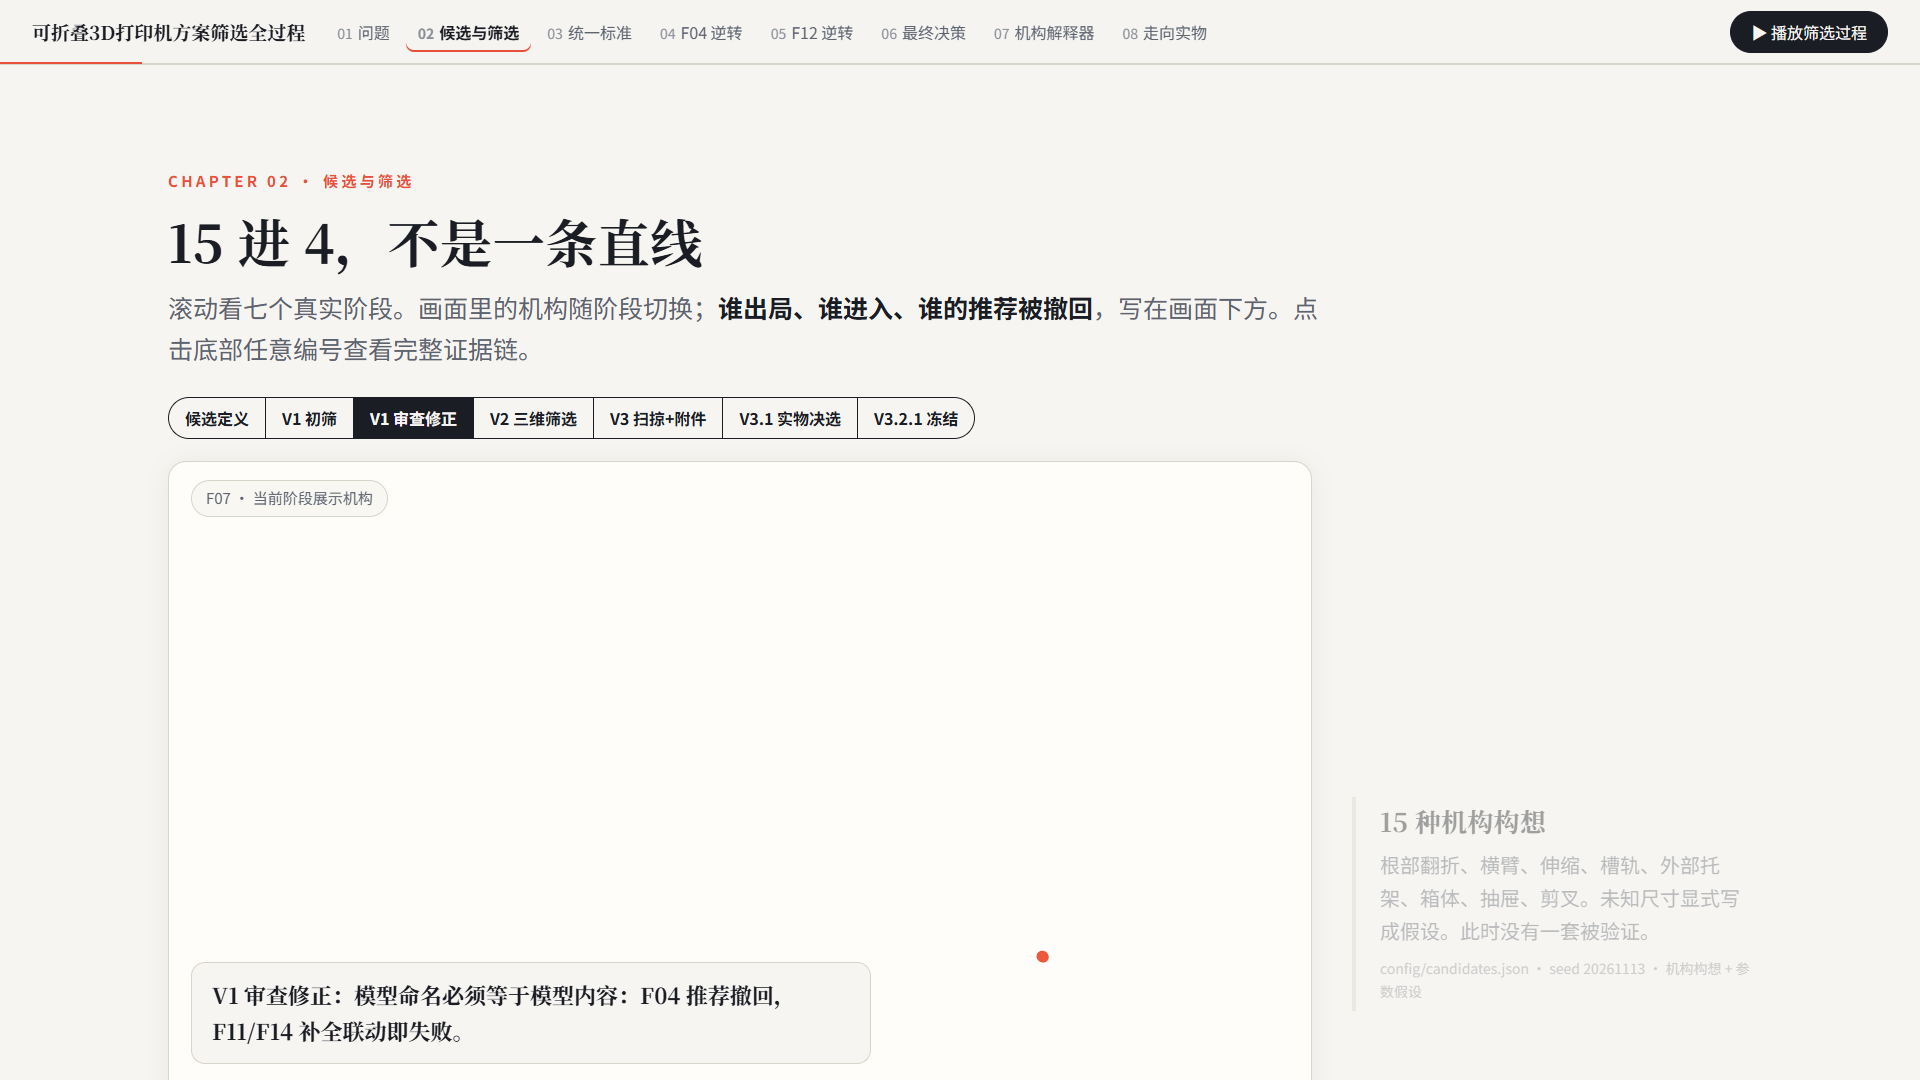 可折叠3D打印机方案筛选全过程
01 问题
02 候选与筛选
03 统一标准
04 F04 逆转
05 F12 逆转
06 最终决策
07 机构解释器
08 走向实物
▶ 播放筛选过程
CHAPTER 02 · 候选与筛选
15 进 4，不是一条直线
滚动看七个真实阶段。画面里的机构随阶段切换；谁出局、谁进入、谁的推荐被撤回，写在画面下方。点
击底部任意编号查看完整证据链。
候选定义
V1 初筛
V1 审查修正
V2 三维筛选
V3 扫掠+附件
V3.1 实物决选
V3.2.1 冻结
F07 · 当前阶段展示机构
V1 审查修正：模型命名必须等于模型内容：F04 推荐撤回，
F11/F14 补全联动即失败。
15 种机构构想
根部翻折、横臂、伸缩、槽轨、外部托
架、箱体、抽屉、剪叉。未知尺寸显式写
成假设。此时没有一套被验证。
config/candidates.json · seed 20261113 · 机构构想 + 参
数假设